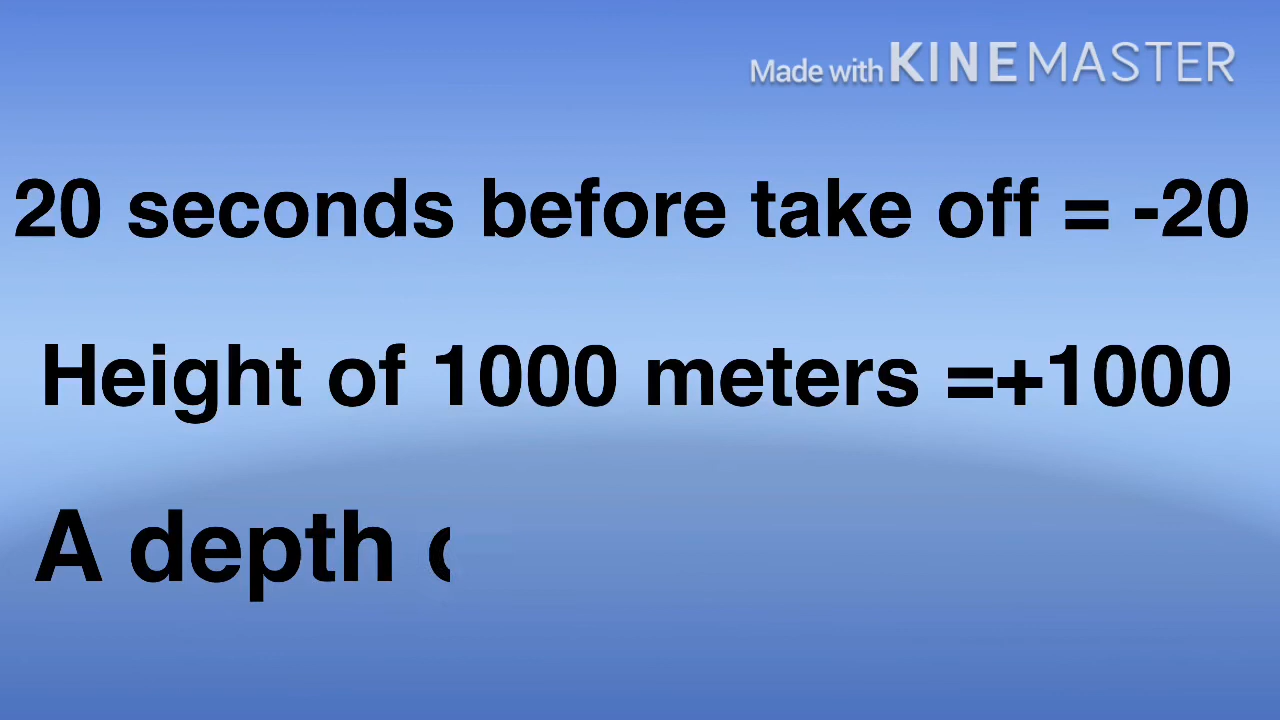 Made with KINEMASTER
20 seconds before take off = -20
Height of 1000 meters =+1000
A depth